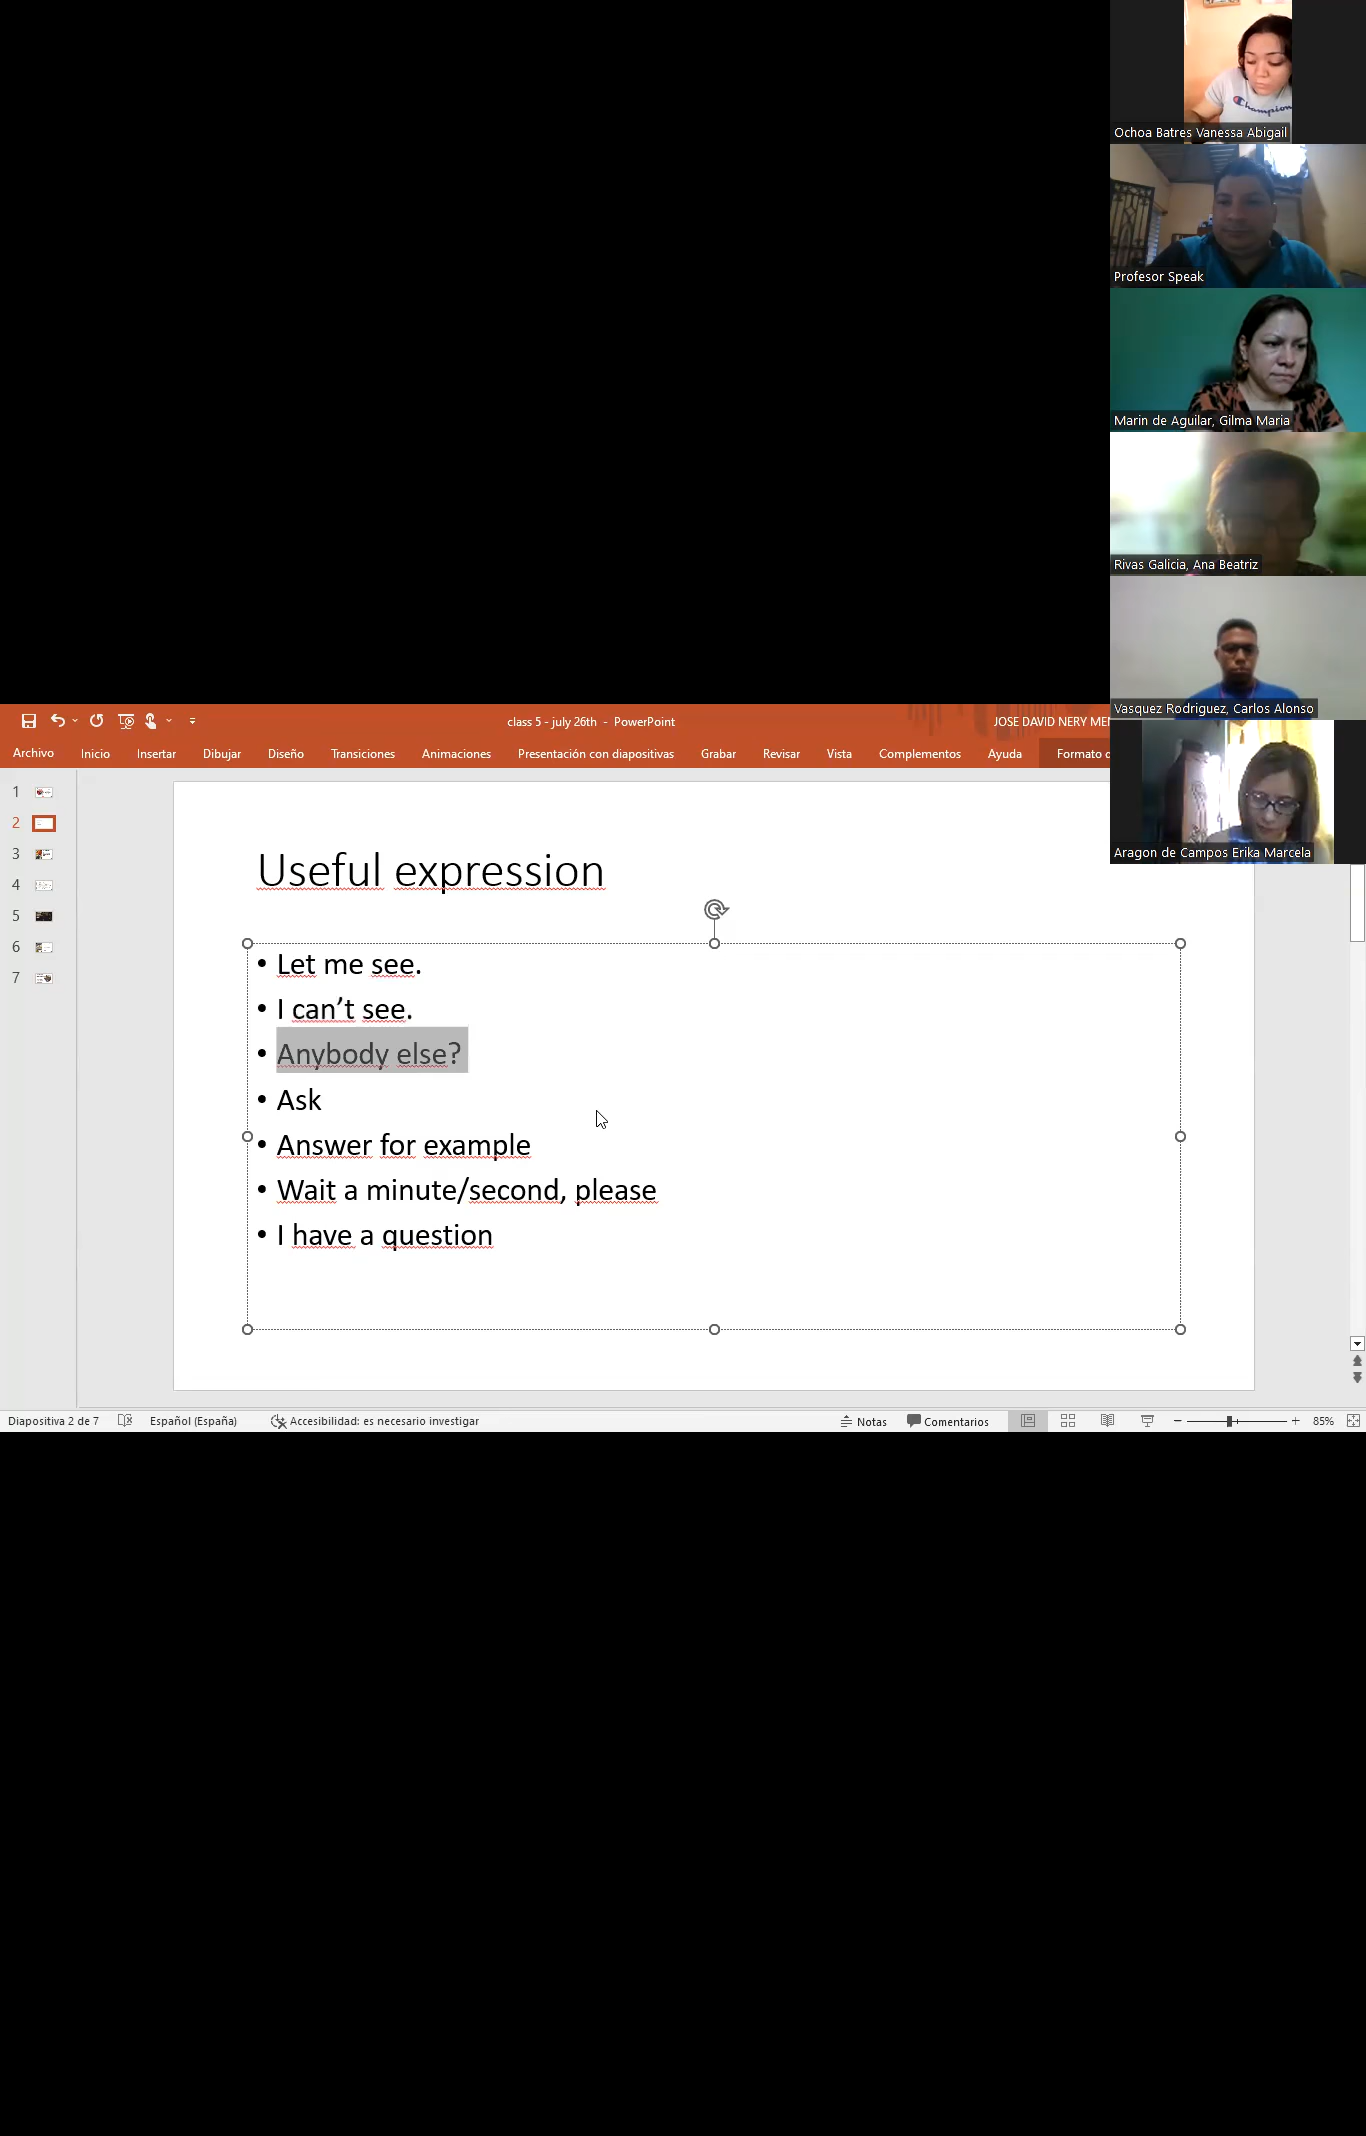 Champion
Ochoa Batres Vanessa Abigail
Profesor Speak
Marin de Aguilar, Gilma Maria
Rivas Galicia, Ana Beatriz
Vasquez Rodriguez, Carlos Alonso
Aragon de Campos Erika Marcela
class 5 - july 26th - PowerPoint
JOSE DAVID NERY MEN
Archivo Inicio Insertar Dibujar Diseño Transiciones Animaciones Presentación con diapositivas Grabar Revisar Vista Complementos Ayuda Formato
1
2
3
4
5
6
7
Useful expression
• Let me see.
• I can’t see.
• Anybody else?
• Ask
• Answer for example
• Wait a minute/second, please
• I have a question
Diapositiva 2 de 7 Español (España) Accesibilidad: es necesario investigar Notas Comentarios 85%